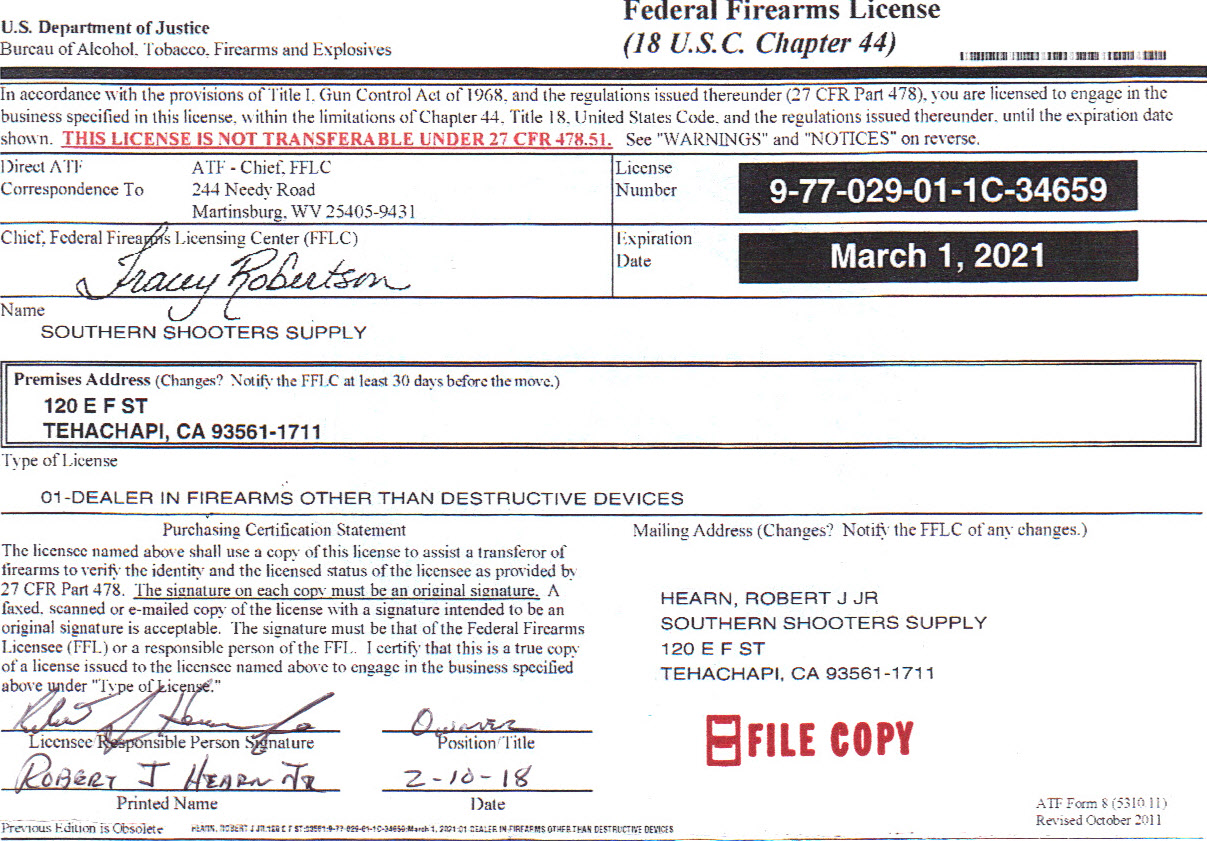 U.S. Department of Justice
Bureau of Alcohol, Tobacco, Firearms and Explosives
Federal Firearms License
(18 U.S.C. Chapter 44)
In accordance with the provisions of Title I, Gun Control Act of 1968, and the regulations issued thereunder (27 CFR Part 478), you are licensed to engage in the
business specified in this license, within the limitations of Chapter 44, Title 18, United States Code, and the regulations issued thereunder, until the expiration date
shown. THIS LICENSE IS NOT TRANSFERABLE UNDER 27 CFR 478.51. See "WARNINGS" and "NOTICES" on reverse.
Direct ATF
Correspondence To
ATF - Chief, FFLC
244 Needy Road
Martinsburg, WV 25405-9431
License
Number
9-77-029-01-1C-34659
Chief, Federal Firearms Licensing Center (FFLC)
Tracey Robertson
Expiration
Date
March 1, 2021
Name
SOUTHERN SHOOTERS SUPPLY
Premises Address (Changes? Notify the FFLC at least 30 days before the move.)
120 E F ST
TEHACHAPI, CA 93561-1711
Type of License
01-DEALER IN FIREARMS OTHER THAN DESTRUCTIVE DEVICES
Purchasing Certification Statement
The licensee named above shall use a copy of this license to assist a transferor of
firearms to verify the identity and the licensed status of the licensee as provided by
27 CFR Part 478. The signature on each copy must be an original signature. A
faxed, scanned or e-mailed copy of the license with a signature intended to be an
original signature is acceptable. The signature must be that of the Federal Firearms
Licensee (FFL) or a responsible person of the FFL. I certify that this is a true copy
of a license issued to the licensee named above to engage in the business specified
above under "Type of License."
Mailing Address (Changes? Notify the FFLC of any changes.)
HEARN, ROBERT J JR
SOUTHERN SHOOTERS SUPPLY
120 E F ST
TEHACHAPI, CA 93561-1711
Owner
Licensee/Responsible Person Signature
Position/Title
ROBERT J HEARN JR
2-10-18
Printed Name
Date
FILE COPY
ATF Form 8 (5310.11)
Revised October 2011
Previous Edition is Obsolete
HEARN, ROBERT J JR:120 E F ST:93561:9-77-029-01-1C-34659:March 1, 2021:01-DEALER IN FIREARMS OTHER THAN DESTRUCTIVE DEVICES